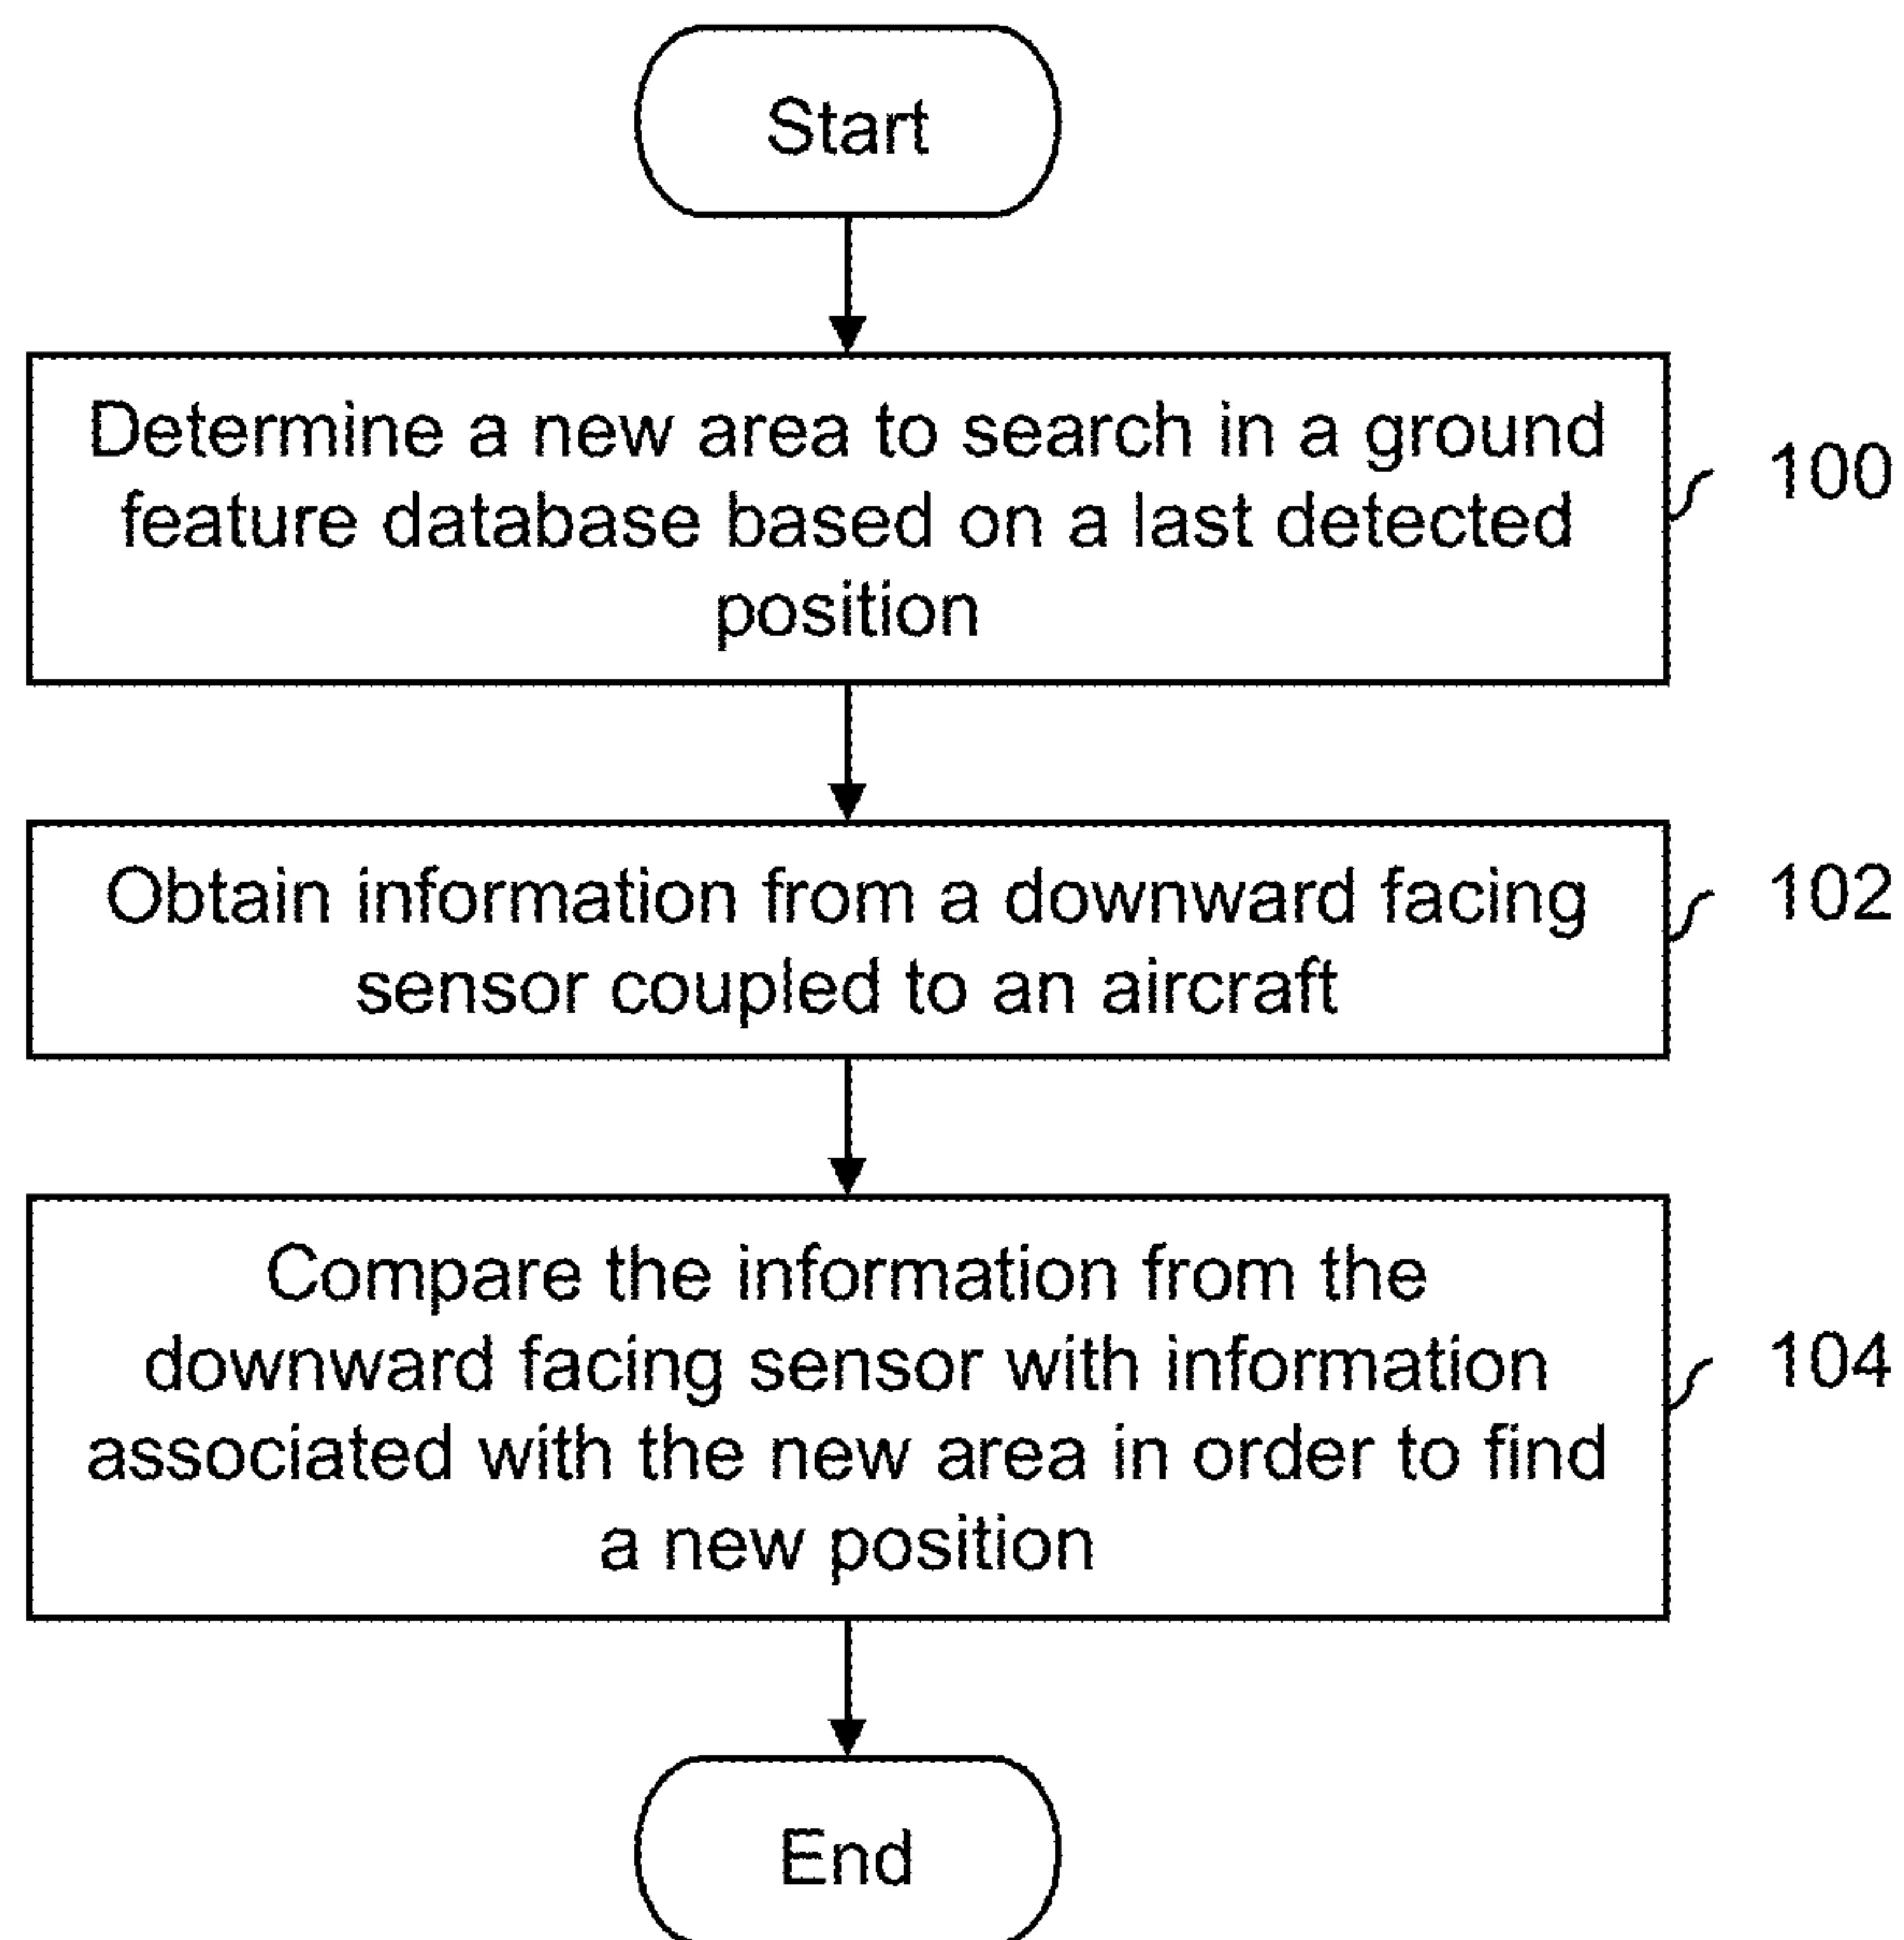 Start
Determine a new area to search in a ground
feature database based on a last detected
position
100
Obtain information from a downward facing
sensor coupled to an aircraft
102
Compare the information from the
downward facing sensor with information
associated with the new area in order to find
a new position
104
End